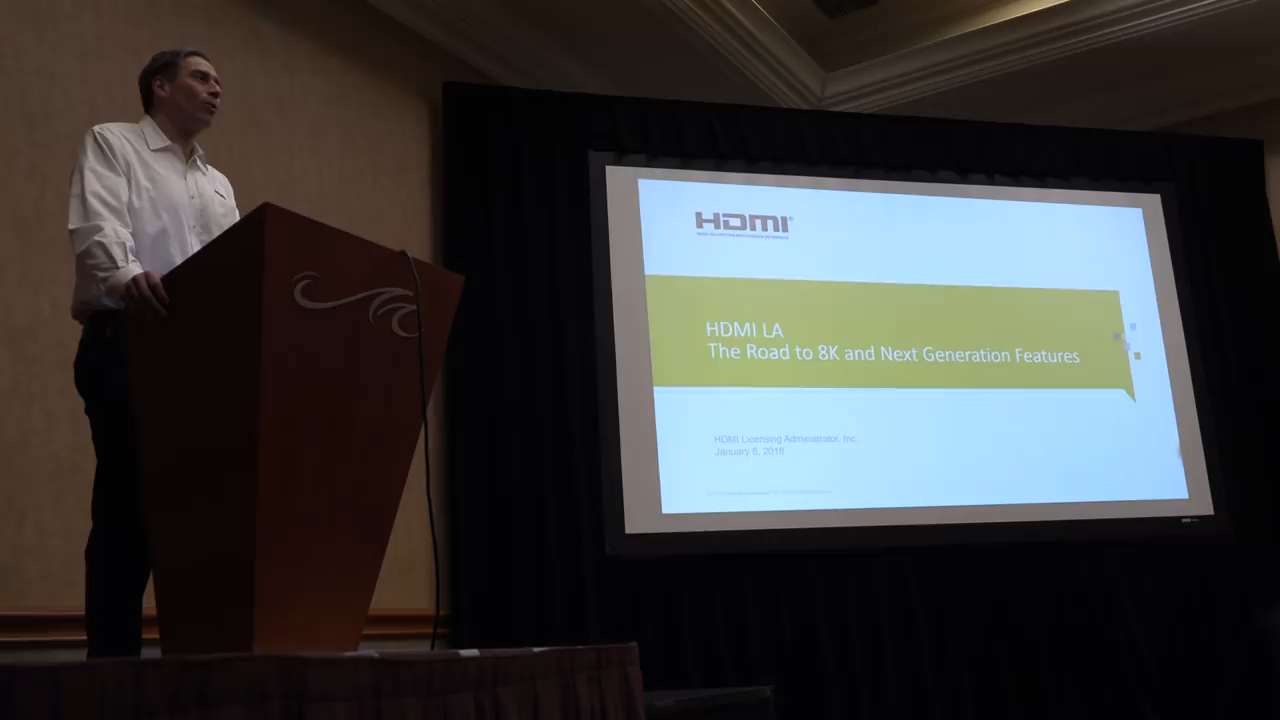 HDMI
HDMI LA
The Road to 8K and Next Generation Features
HDMI Licensing Administrator, Inc.
January 8, 2018